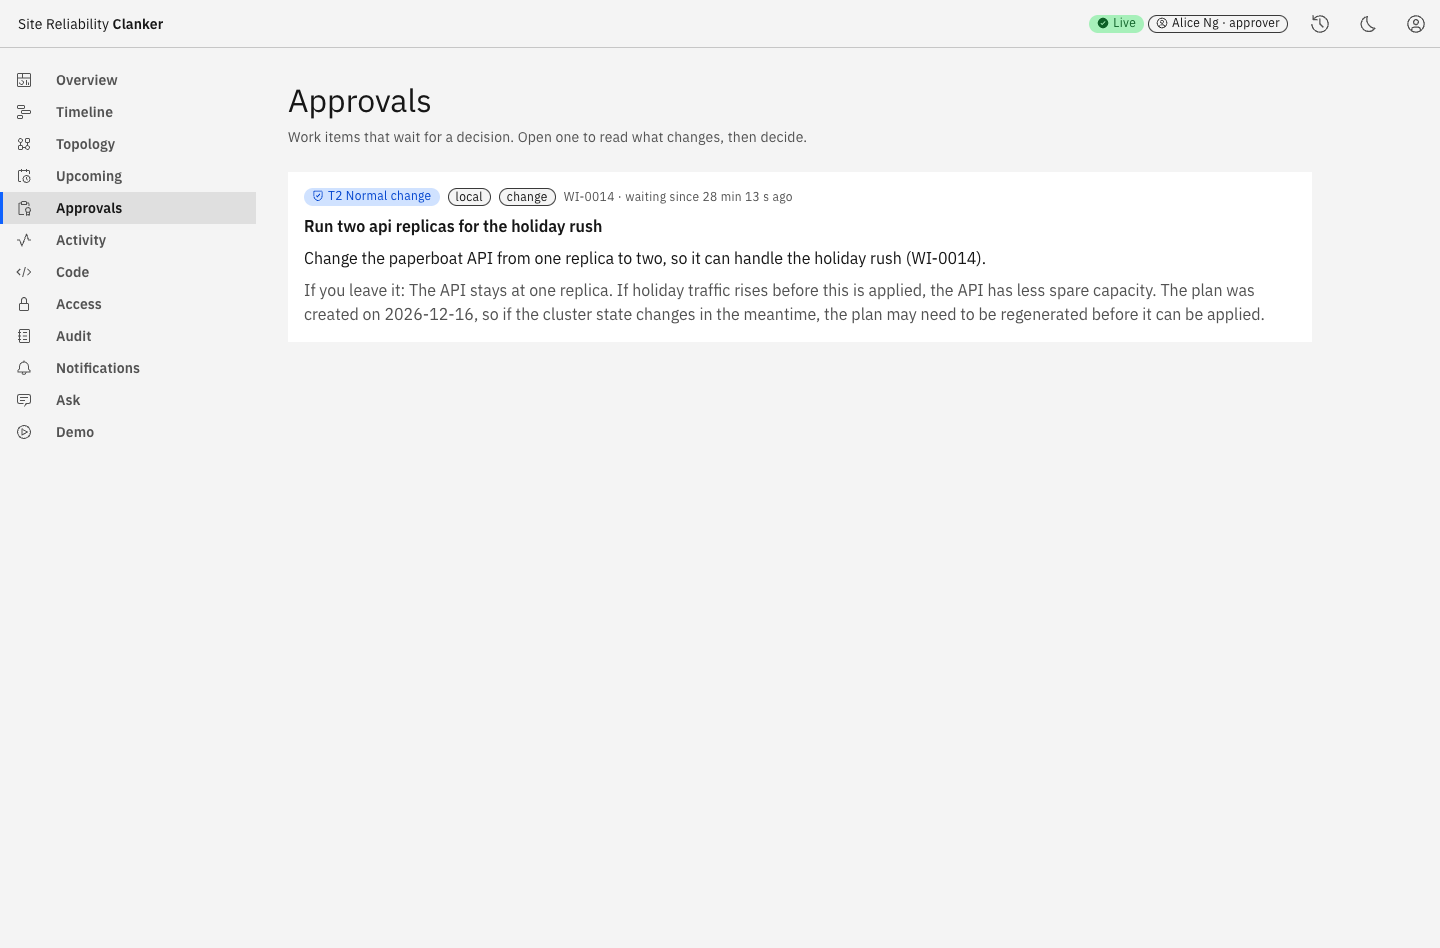 Site Reliability Clanker
Live
Alice Ng · approver
Overview
Timeline
Topology
Upcoming
Approvals
Activity
Code
Access
Audit
Notifications
Ask
Demo
Approvals
Work items that wait for a decision. Open one to read what changes, then decide.
T2 Normal change local change WI-0014 · waiting since 28 min 13 s ago
Run two api replicas for the holiday rush
Change the paperboat API from one replica to two, so it can handle the holiday rush (WI-0014).
If you leave it: The API stays at one replica. If holiday traffic rises before this is applied, the API has less spare capacity. The plan was
created on 2026-12-16, so if the cluster state changes in the meantime, the plan may need to be regenerated before it can be applied.